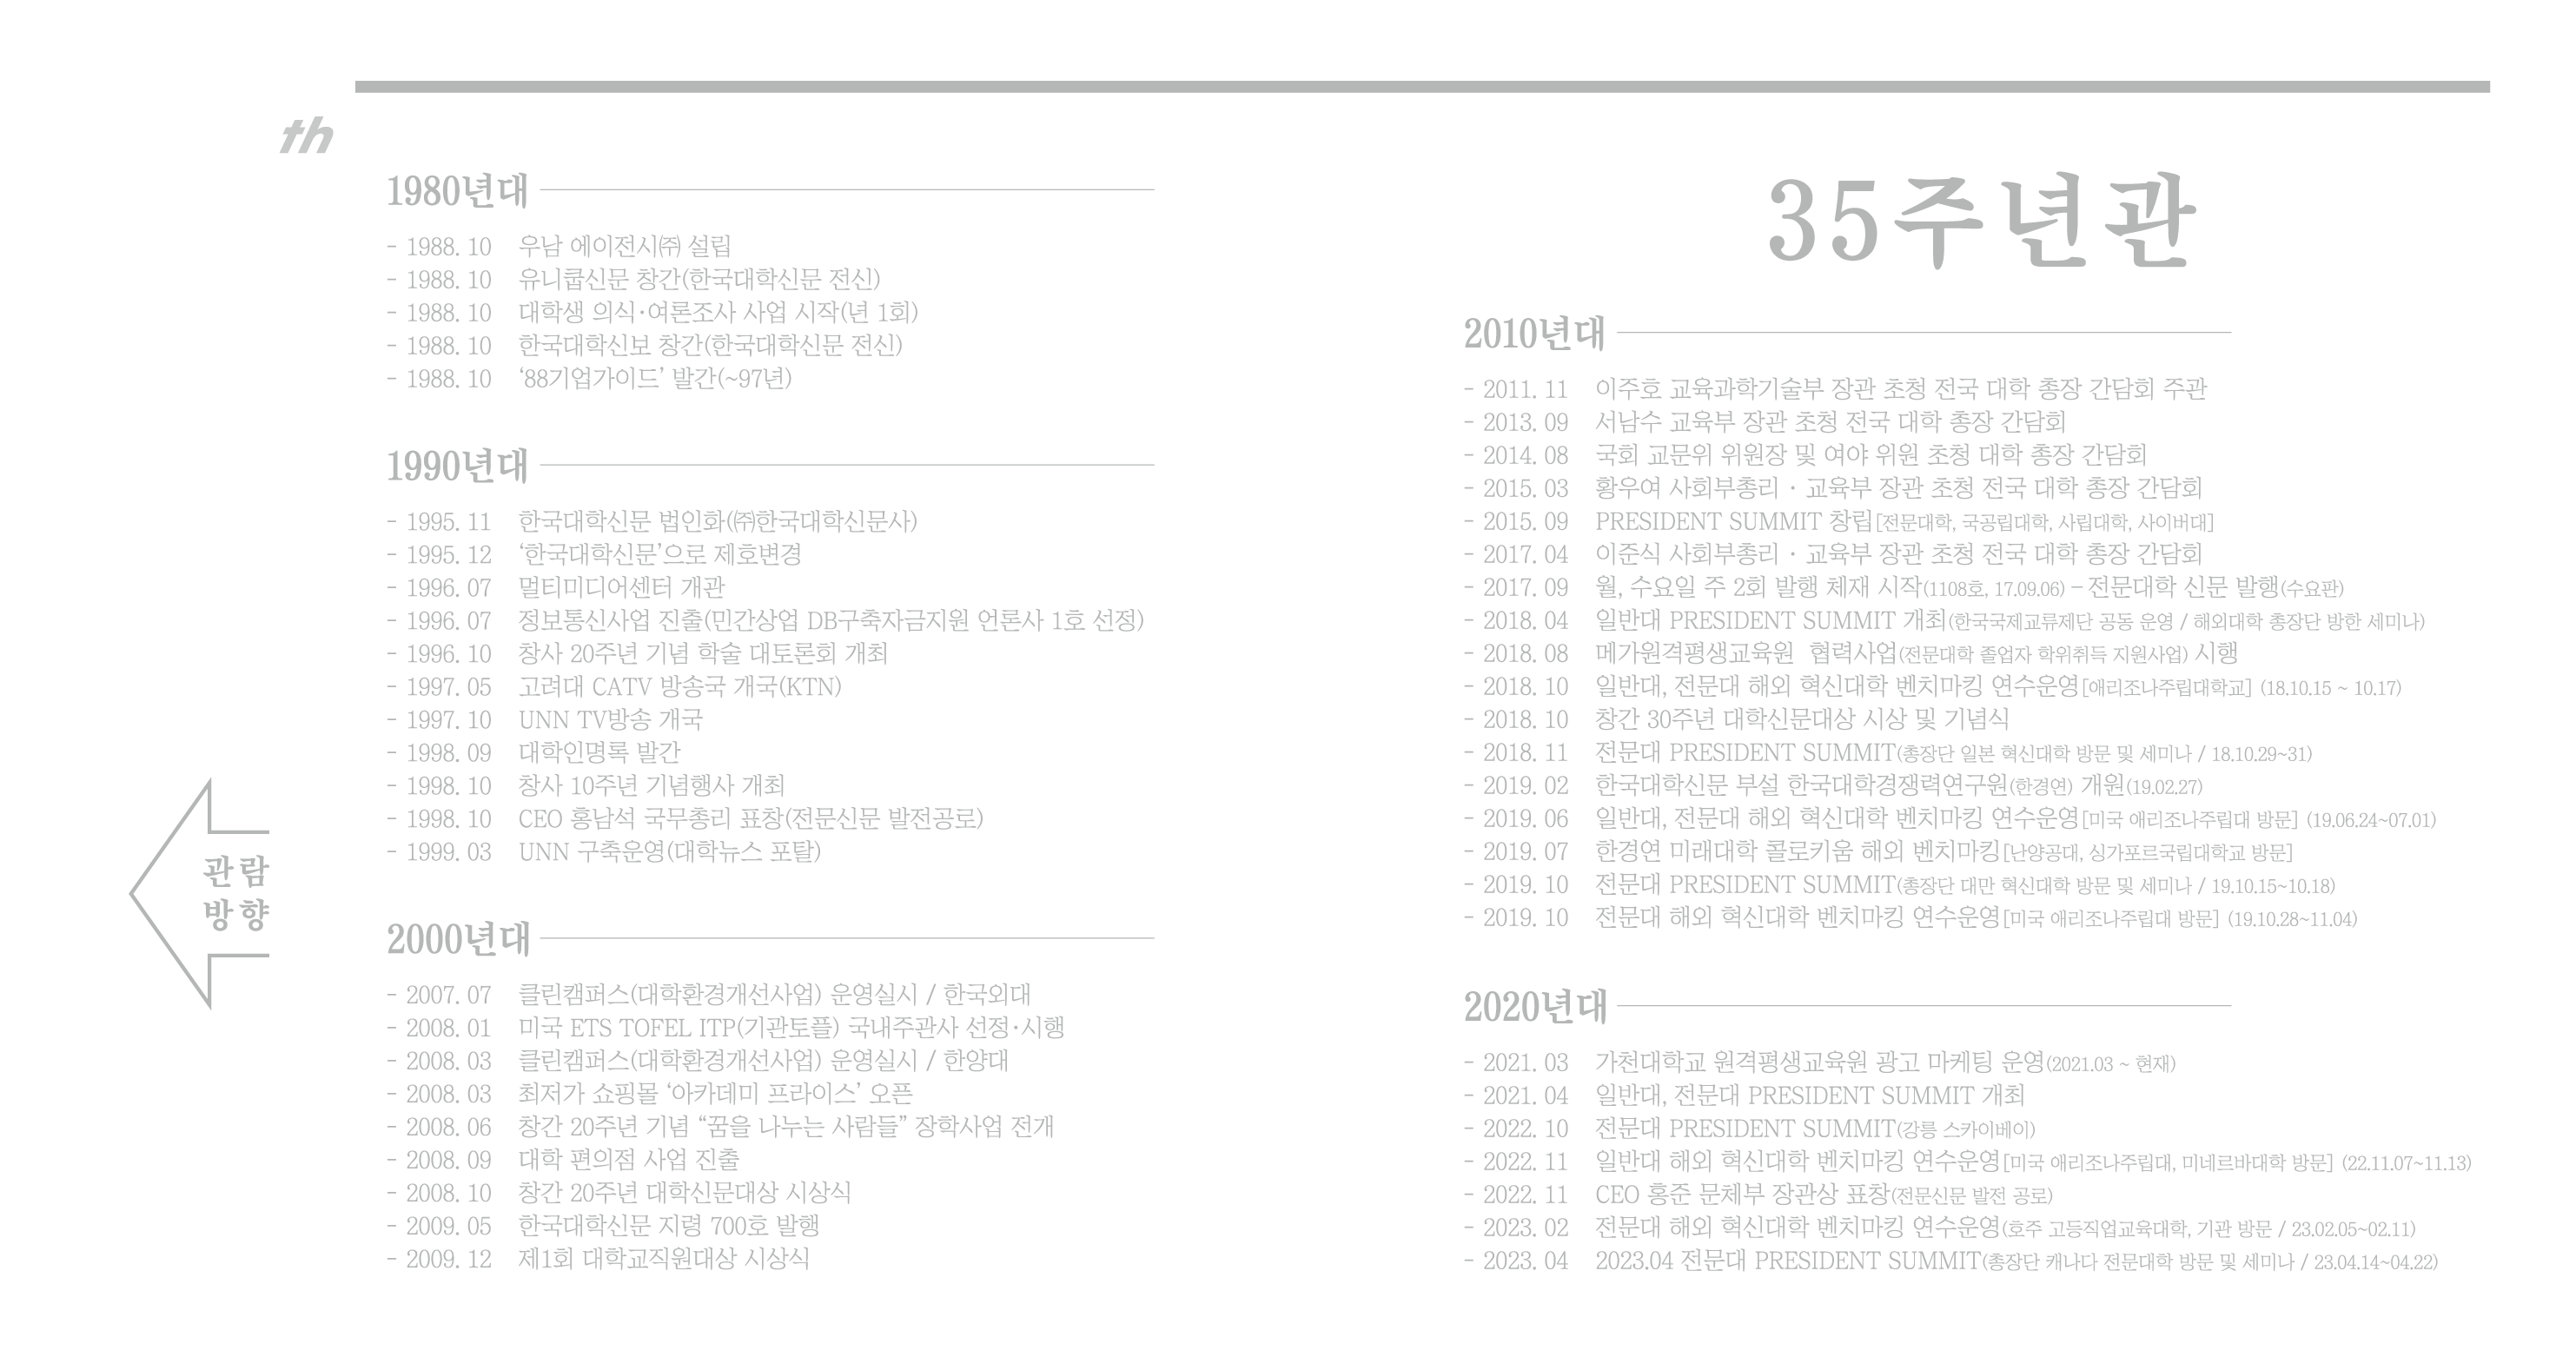 th
1980년대
- 1988. 10 우남 에이전시㈜ 설립
- 1988. 10 유니쿱신문 창간(한국대학신문 전신)
- 1988. 10 대학생 의식·여론조사 사업 시작(년 1회)
- 1988. 10 한국대학신보 창간(한국대학신문 전신)
- 1988. 10 ‘88기업가이드’ 발간(~97년)
1990년대
- 1995. 11 한국대학신문 법인화(㈜한국대학신문사)
- 1995. 12 ‘한국대학신문’으로 제호변경
- 1996. 07 멀티미디어센터 개관
- 1996. 07 정보통신사업 진출(민간상업 DB구축자금지원 언론사 1호 선정)
- 1996. 10 창사 20주년 기념 학술 대토론회 개최
- 1997. 05 고려대 CATV 방송국 개국(KTN)
- 1997. 10 UNN TV방송 개국
- 1998. 09 대학인명록 발간
- 1998. 10 창사 10주년 기념행사 개최
- 1998. 10 CEO 홍남석 국무총리 표창(전문신문 발전공로)
- 1999. 03 UNN 구축운영(대학뉴스 포탈)
2000년대
- 2007. 07 클린캠퍼스(대학환경개선사업) 운영실시 / 한국외대
- 2008. 01 미국 ETS TOFEL ITP(기관토플) 국내주관사 선정·시행
- 2008. 03 클린캠퍼스(대학환경개선사업) 운영실시 / 한양대
- 2008. 03 최저가 쇼핑몰 ‘아카데미 프라이스’ 오픈
- 2008. 06 창간 20주년 기념 “꿈을 나누는 사람들” 장학사업 전개
- 2008. 09 대학 편의점 사업 진출
- 2008. 10 창간 20주년 대학신문대상 시상식
- 2009. 05 한국대학신문 지령 700호 발행
- 2009. 12 제1회 대학교직원대상 시상식
관람
방향
35주년관
2010년대
- 2011. 11 이주호 교육과학기술부 장관 초청 전국 대학 총장 간담회 주관
- 2013. 09 서남수 교육부 장관 초청 전국 대학 총장 간담회
- 2014. 08 국회 교문위 위원장 및 여야 위원 초청 대학 총장 간담회
- 2015. 03 황우여 사회부총리 · 교육부 장관 초청 전국 대학 총장 간담회
- 2015. 09 PRESIDENT SUMMIT 창립[전문대학, 국공립대학, 사립대학, 사이버대]
- 2017. 04 이준식 사회부총리 · 교육부 장관 초청 전국 대학 총장 간담회
- 2017. 09 월, 수요일 주 2회 발행 체재 시작(1108호, 17.09.06) – 전문대학 신문 발행(수요판)
- 2018. 04 일반대 PRESIDENT SUMMIT 개최(한국국제교류제단 공동 운영 / 해외대학 총장단 방한 세미나)
- 2018. 08 메가원격평생교육원 협력사업(전문대학 졸업자 학위취득 지원사업) 시행
- 2018. 10 일반대, 전문대 해외 혁신대학 벤치마킹 연수운영[애리조나주립대학교] (18.10.15 ~ 10.17)
- 2018. 10 창간 30주년 대학신문대상 시상 및 기념식
- 2018. 11 전문대 PRESIDENT SUMMIT(총장단 일본 혁신대학 방문 및 세미나 / 18.10.29~31)
- 2019. 02 한국대학신문 부설 한국대학경쟁력연구원(한경연) 개원(19.02.27)
- 2019. 06 일반대, 전문대 해외 혁신대학 벤치마킹 연수운영[미국 애리조나주립대 방문] (19.06.24~07.01)
- 2019. 07 한경연 미래대학 콜로키움 해외 벤치마킹[난양공대, 싱가포르국립대학교 방문]
- 2019. 10 전문대 PRESIDENT SUMMIT(총장단 대만 혁신대학 방문 및 세미나 / 19.10.15~10.18)
- 2019. 10 전문대 해외 혁신대학 벤치마킹 연수운영[미국 애리조나주립대 방문] (19.10.28~11.04)
2020년대
- 2021. 03 가천대학교 원격평생교육원 광고 마케팅 운영(2021.03 ~ 현재)
- 2021. 04 일반대, 전문대 PRESIDENT SUMMIT 개최
- 2022. 10 전문대 PRESIDENT SUMMIT(강릉 스카이베이)
- 2022. 11 일반대 해외 혁신대학 벤치마킹 연수운영[미국 애리조나주립대, 미네르바대학 방문] (22.11.07~11.13)
- 2022. 11 CEO 홍준 문체부 장관상 표창(전문신문 발전 공로)
- 2023. 02 전문대 해외 혁신대학 벤치마킹 연수운영(호주 고등직업교육대학, 기관 방문 / 23.02.05~02.11)
- 2023. 04 2023.04 전문대 PRESIDENT SUMMIT(총장단 캐나다 전문대학 방문 및 세미나 / 23.04.14~04.22)